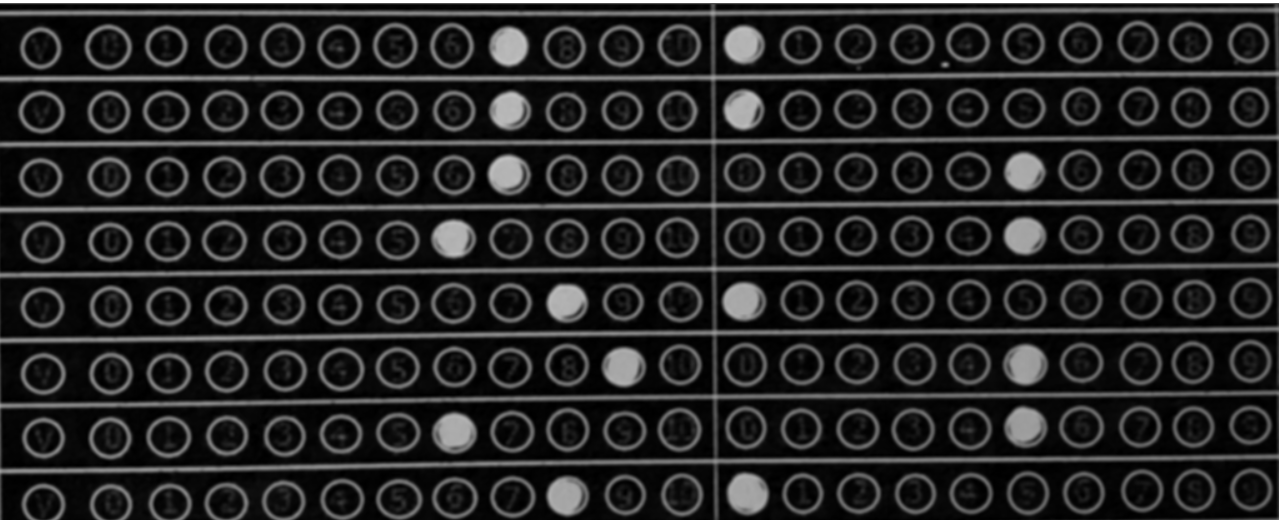 V 0 1 2 3 4 5 6 8 9 10 1 2 3 4 5 6 7 8 9
V 0 1 2 3 4 5 6 8 9 10 1 2 3 4 5 6 7 8 9
V 0 1 2 3 4 5 6 8 9 10 0 1 2 3 4 6 7 8 9
V 0 1 2 3 4 5 7 8 9 10 0 1 2 3 4 6 7 8 9
V 0 1 2 3 4 5 6 7 9 10 1 2 3 4 5 6 7 8 9
V 0 1 2 3 4 5 6 7 8 10 0 1 2 3 4 6 7 8 9
V 0 1 2 3 4 5 7 8 9 10 0 1 2 3 4 6 7 8 9
V 0 1 2 3 4 5 6 7 9 10 1 2 3 4 5 6 7 8 9